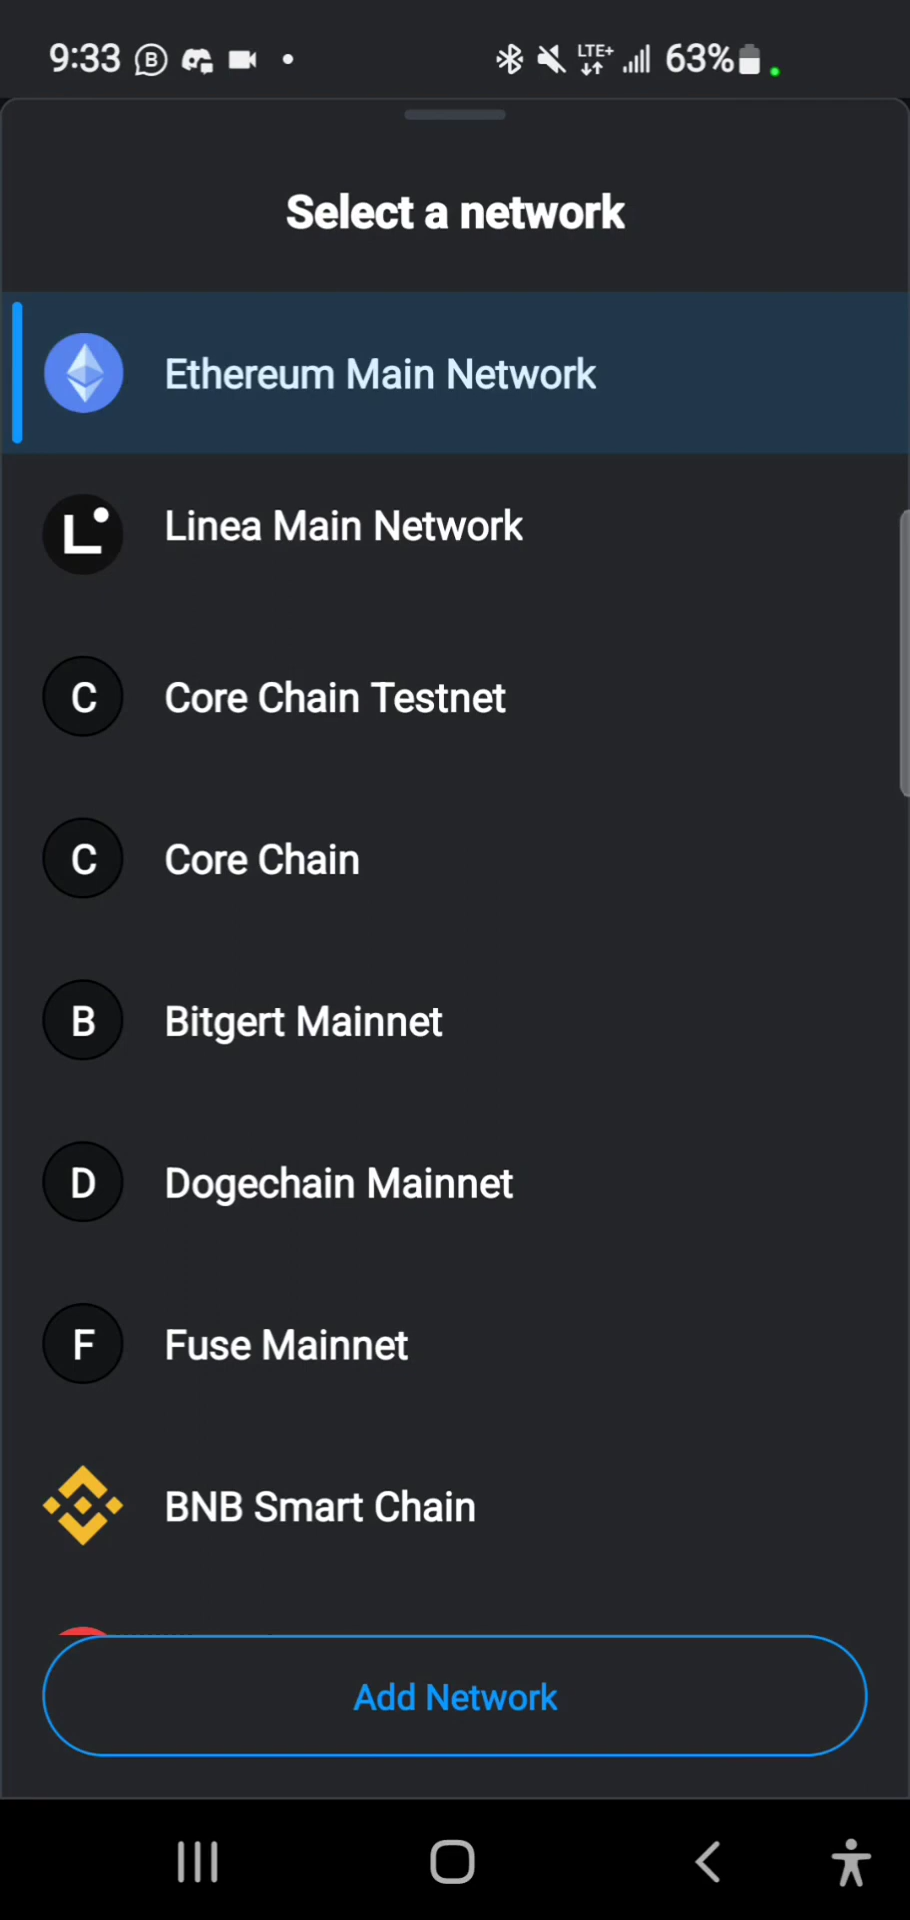 9:33 B LTE+ 63%
Select a network
Ethereum Main Network
L Linea Main Network
C Core Chain Testnet
C Core Chain
B Bitgert Mainnet
D Dogechain Mainnet
F Fuse Mainnet
BNB Smart Chain
Add Network